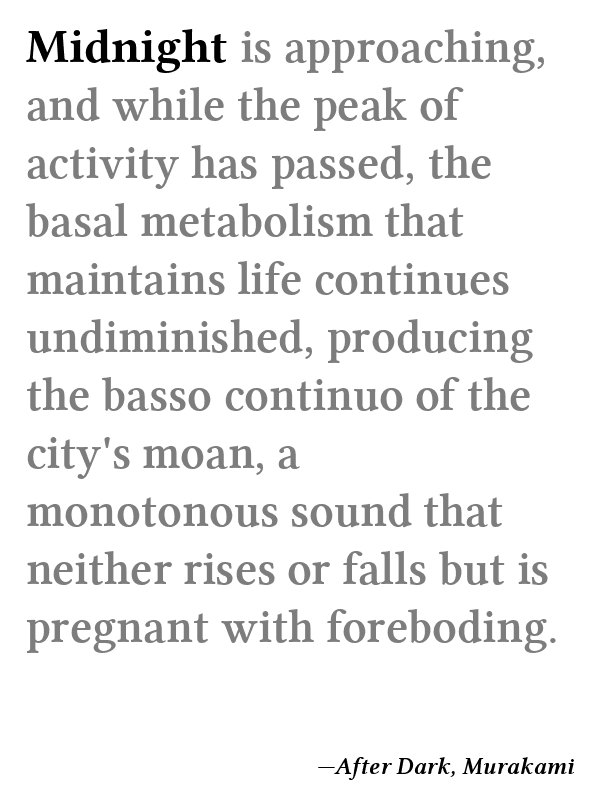 Midnight is approaching,
and while the peak of
activity has passed, the
basal metabolism that
maintains life continues
undiminished, producing
the basso continuo of the
city's moan, a
monotonous sound that
neither rises or falls but is
pregnant with foreboding.
—After Dark, Murakami